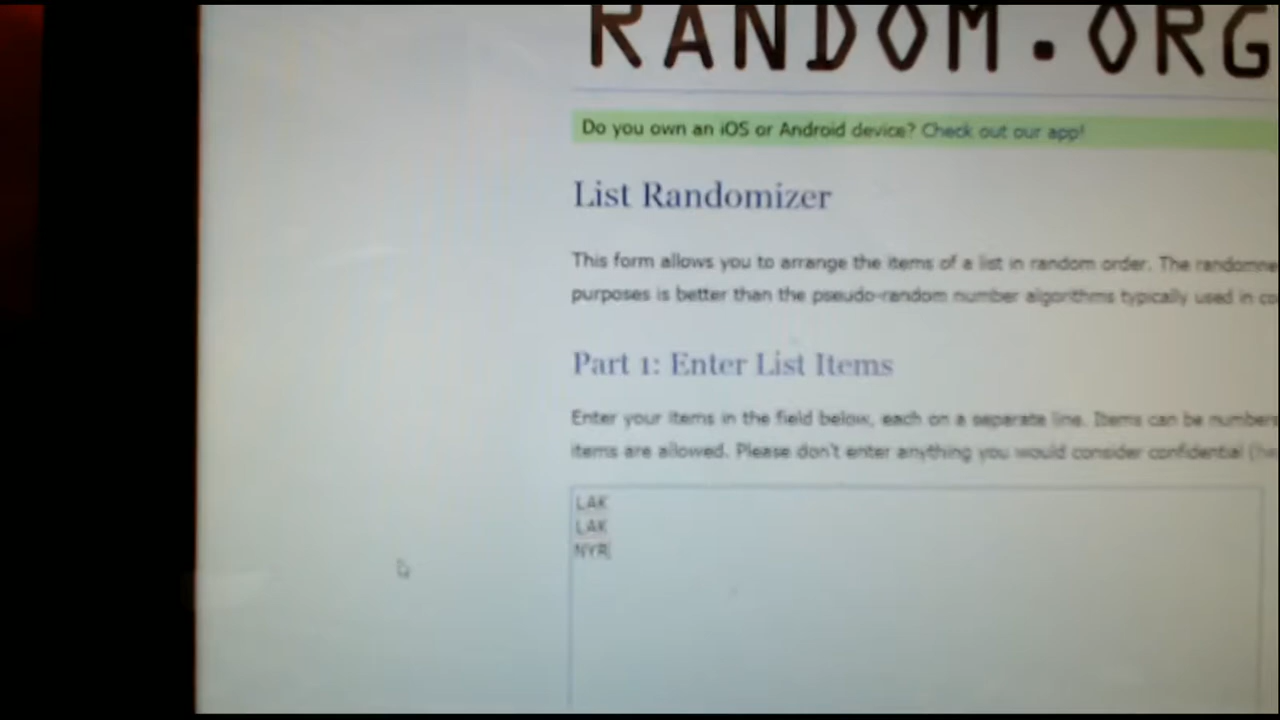 RANDOM.ORG
Do you own an iOS or Android device? Check out our app!
List Randomizer
This form allows you to arrange the items of a list in random order. The
purposes is better than the pseudo-random number algorithms typically used in
Part 1: Enter List Items
Enter your items in the field below, each on a separate line. Items can be numbers
items are allowed. Please don't enter anything you would consider confidential
LAK
LAK
NYR